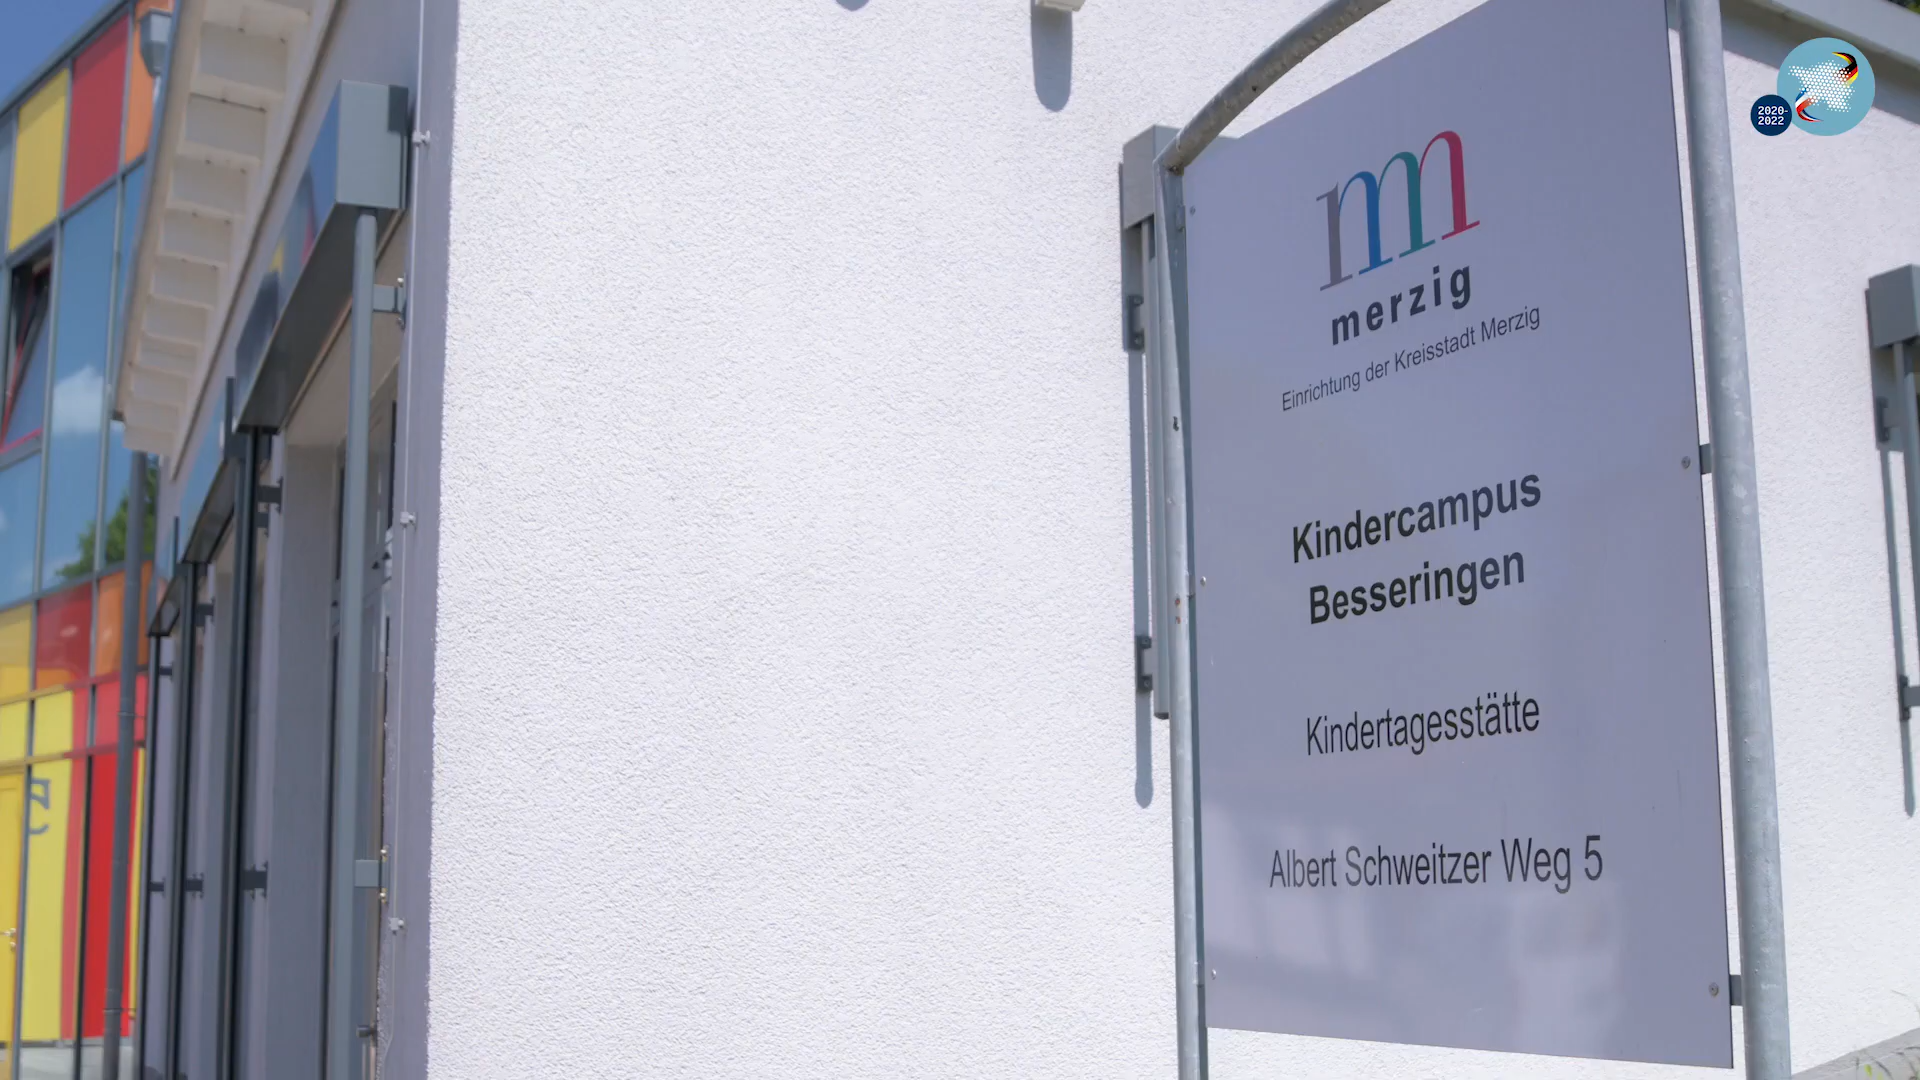 2020-
2022
merzig
Einrichtung der Kreisstadt Merzig
Kindercampus
Besseringen
Kindertagesstätte
Albert Schweitzer Weg 5